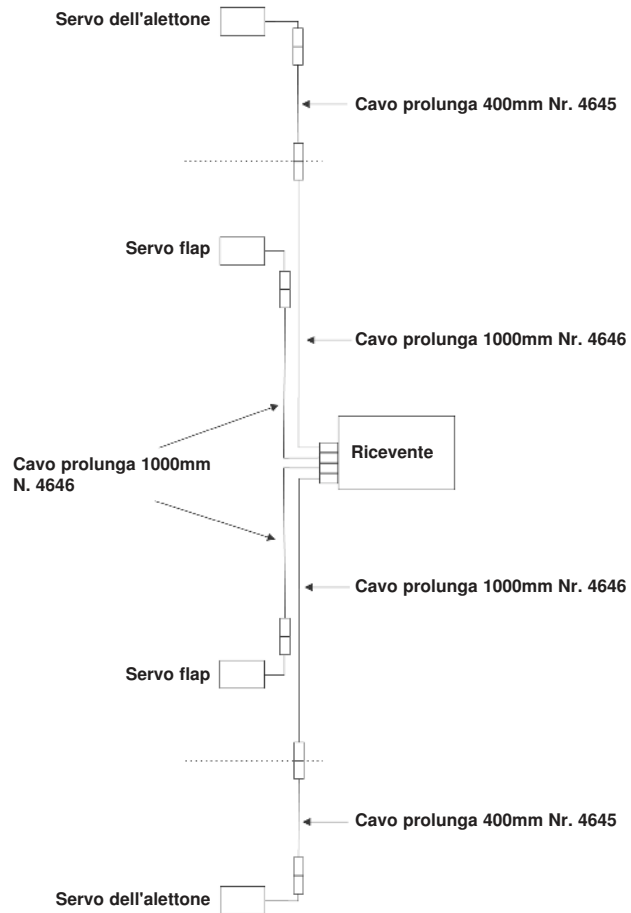 Servo dell'alettone
Cavo prolunga 400mm Nr. 4645
Servo flap
Cavo prolunga 1000mm Nr. 4646
Ricevente
Cavo prolunga 1000mm
N. 4646
Cavo prolunga 1000mm Nr. 4646
Servo flap
Cavo prolunga 400mm Nr. 4645
Servo dell'alettone